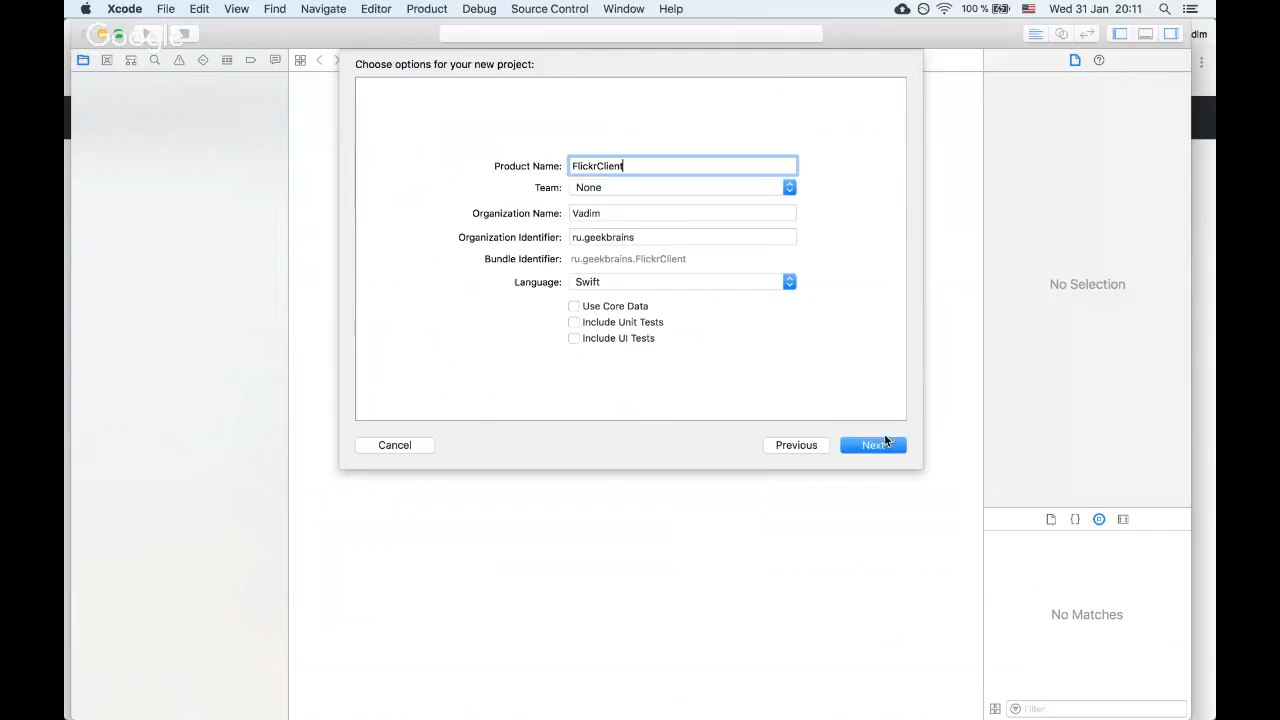 Xcode File Edit View Find Navigate Editor Product Debug Source Control Window Help 100 % Wed 31 Jan 20:11
Google
dim
Choose options for your new project:
Product Name: FlickrClient
Team: None
Organization Name: Vadim
Organization Identifier: ru.geekbrains
Bundle Identifier: ru.geekbrains.FlickrClient
Language: Swift
Use Core Data
Include Unit Tests
Include UI Tests
Cancel Previous Next
No Selection
No Matches
Filter